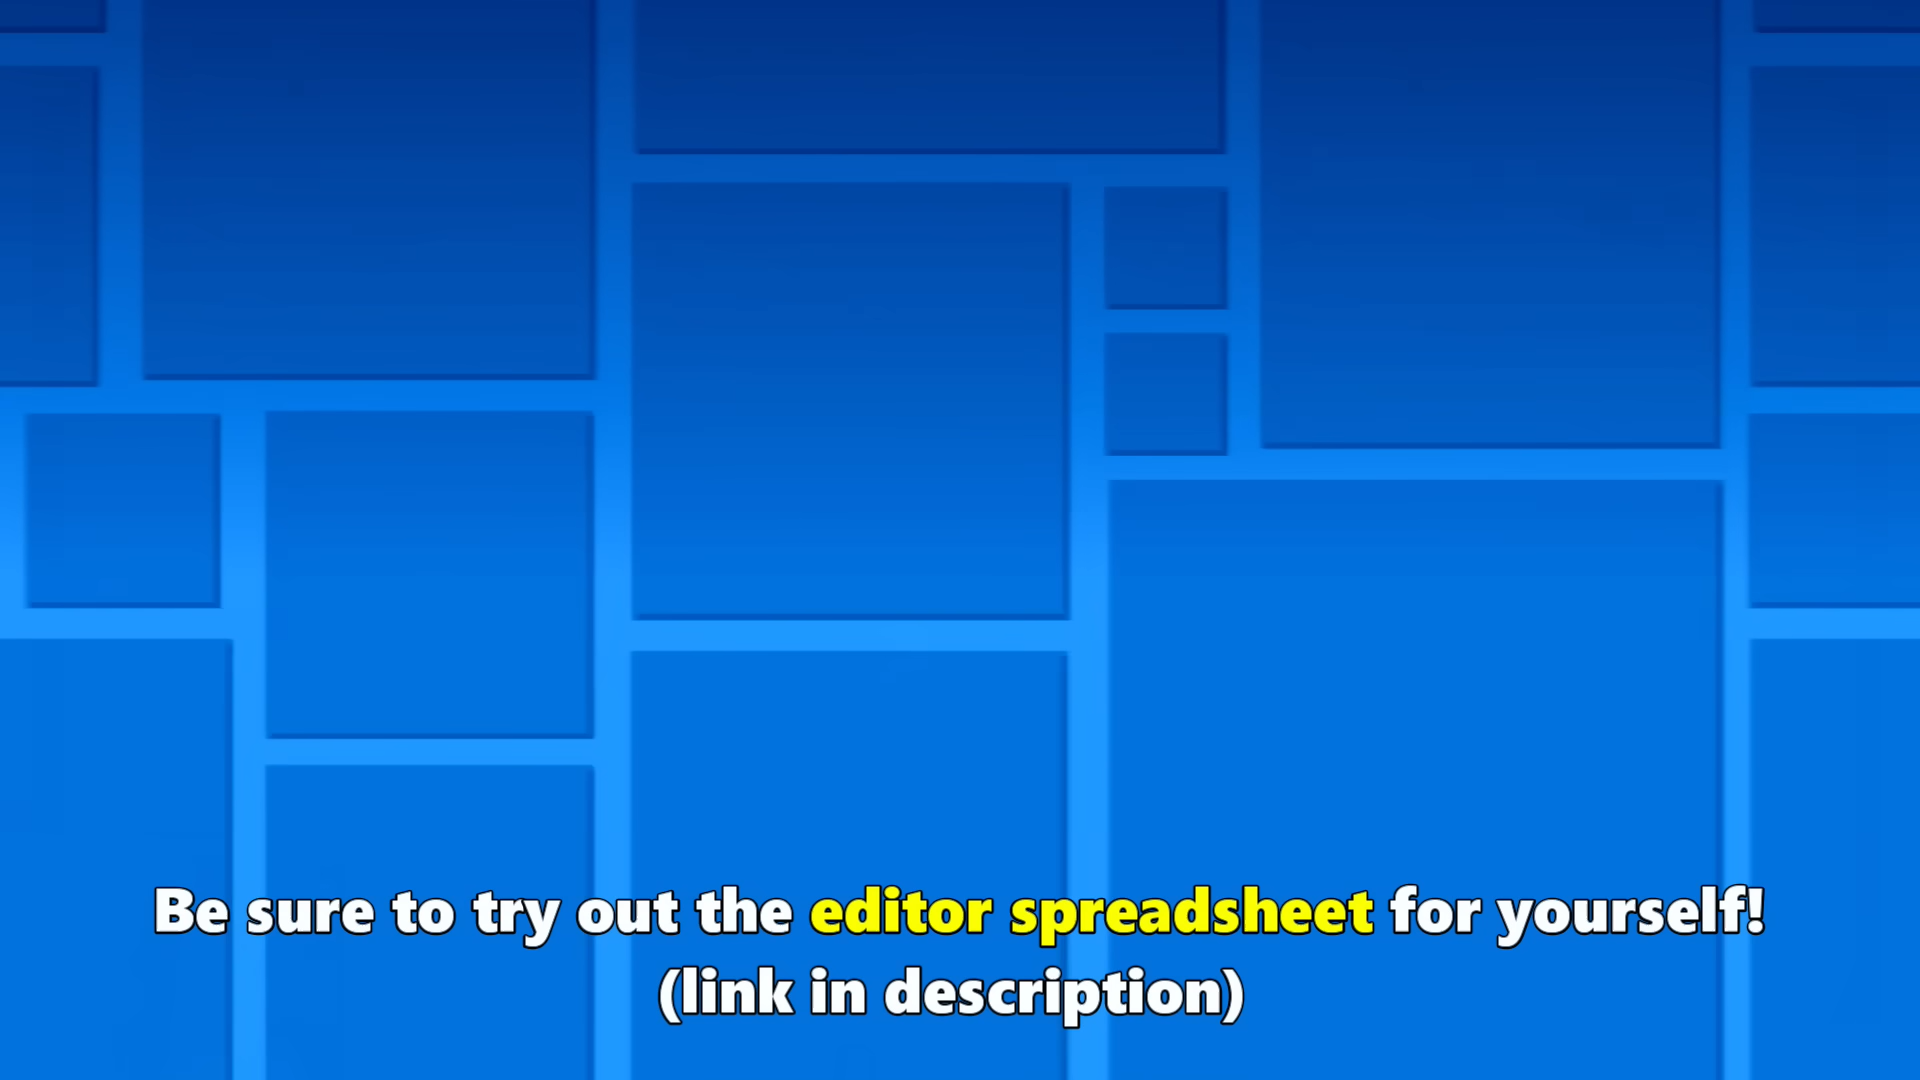 Be sure to try out the editor spreadsheet for yourself!
(link in description)